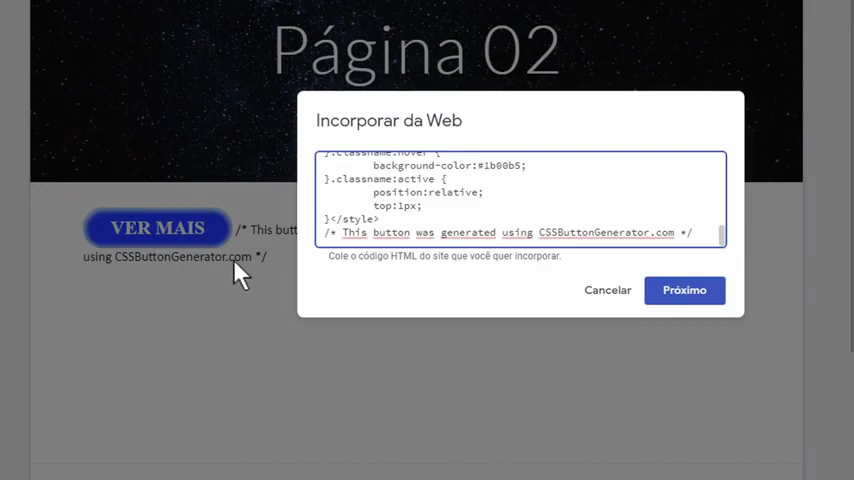 Página 02
Incorporar da Web
}.classname:hover {
background-color:#1b00b5;
}.classname:active {
position:relative;
top:1px;
}</style>
/* This button was generated using CSSButtonGenerator.com */
Cole o código HTML do site que você quer incorporar.
Cancelar
Próximo
VER MAIS
/* This butt
using CSSButtonGenerator.com */